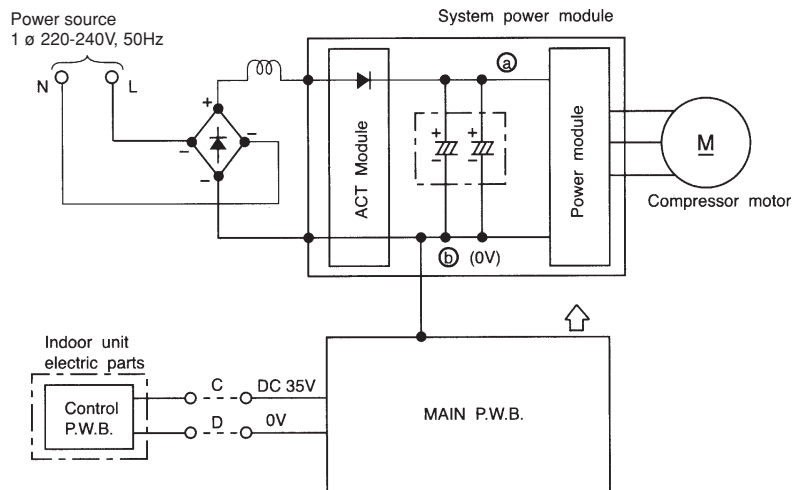 System power module
Power source
1 ø 220-240V, 50Hz
N
L
a
+
–
–
–
+
–
+
–
ACT Module
Power module
M
Compressor motor
b (0V)
Indoor unit
electric parts
Control
P.W.B.
C
DC 35V
D
0V
MAIN P.W.B.